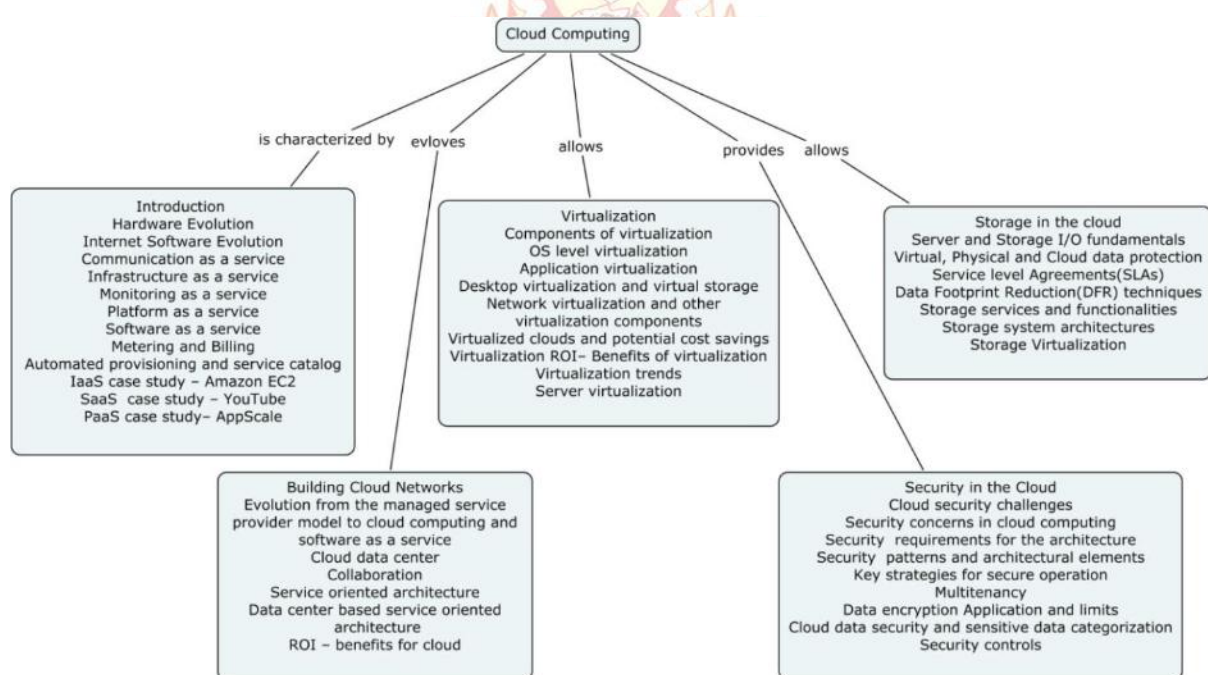 Cloud Computing
is characterized by
evloves
allows
provides
allows
Introduction
Hardware Evolution
Internet Software Evolution
Communication as a service
Infrastructure as a service
Monitoring as a service
Platform as a service
Software as a service
Metering and Billing
Automated provisioning and service catalog
IaaS case study – Amazon EC2
SaaS case study – YouTube
PaaS case study– AppScale
Virtualization
Components of virtualization
OS level virtualization
Application virtualization
Desktop virtualization and virtual storage
Network virtualization and other
virtualization components
Virtualized clouds and potential cost savings
Virtualization ROI– Benefits of virtualization
Virtualization trends
Server virtualization
Storage in the cloud
Server and Storage I/O fundamentals
Virtual, Physical and Cloud data protection
Service level Agreements(SLAs)
Data Footprint Reduction(DFR) techniques
Storage services and functionalities
Storage system architectures
Storage Virtualization
Building Cloud Networks
Evolution from the managed service
provider model to cloud computing and
software as a service
Cloud data center
Collaboration
Service oriented architecture
Data center based service oriented
architecture
ROI – benefits for cloud
Security in the Cloud
Cloud security challenges
Security concerns in cloud computing
Security requirements for the architecture
Security patterns and architectural elements
Key strategies for secure operation
Multitenancy
Data encryption Application and limits
Cloud data security and sensitive data categorization
Security controls